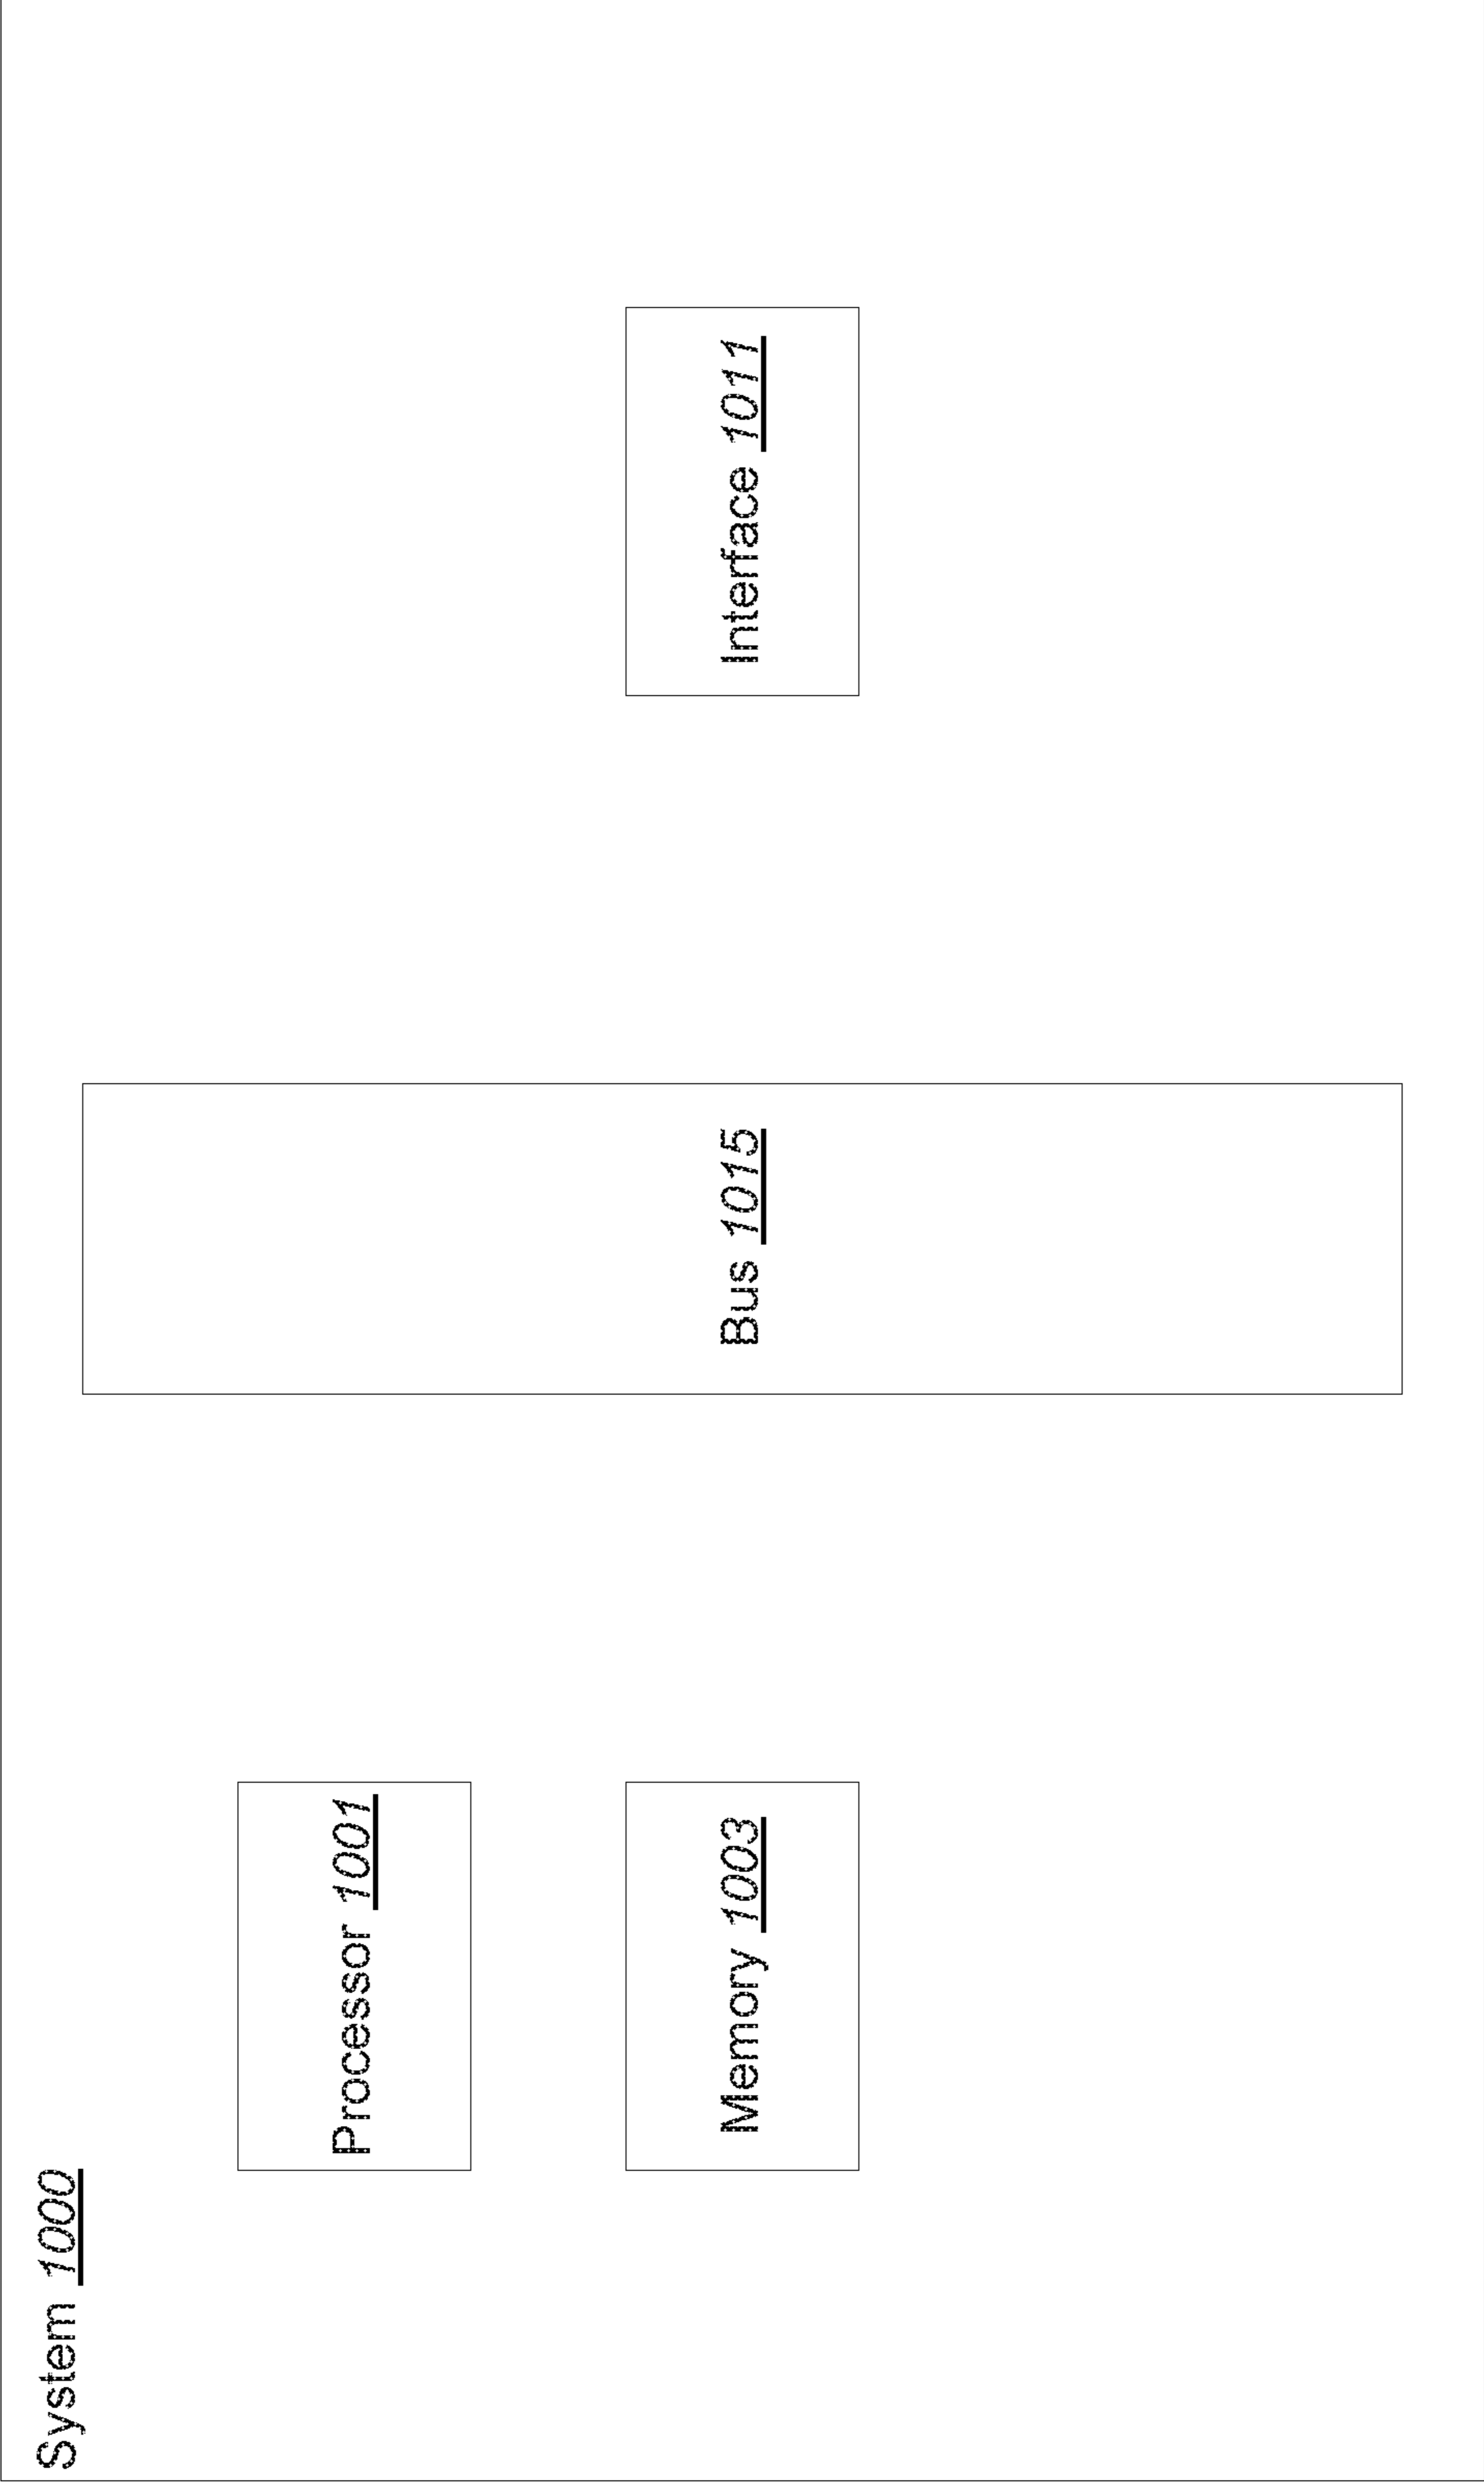 System 1000
Processor 1001
Memory 1003
Bus 1015
Interface 1011